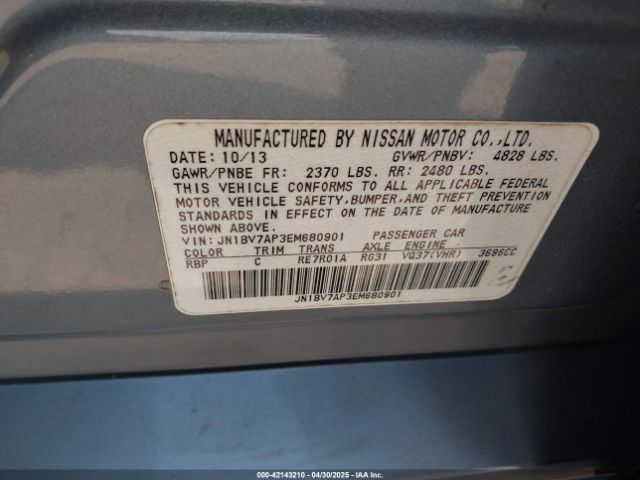 MANUFACTURED BY NISSAN MOTOR CO.,LTD.
DATE: 10/13 GVWR/PNBV: 4828 LBS.
GAWR/PNBE FR: 2370 LBS. RR: 2480 LBS.
THIS VEHICLE CONFORMS TO ALL APPLICABLE FEDERAL
MOTOR VEHICLE SAFETY,BUMPER,AND THEFT PREVENTION
STANDARDS IN EFFECT ON THE DATE OF MANUFACTURE
SHOWN ABOVE.
VIN: JN1BV7AP3EM680901 PASSENGER CAR
COLOR TRIM TRANS AXLE ENGINE
RBP C RE7R01A RG31 VQ37(VHR) 3696CC
JN1BV7AP3EM680901
000-42143210 - 04/30/2025 - IAA Inc.